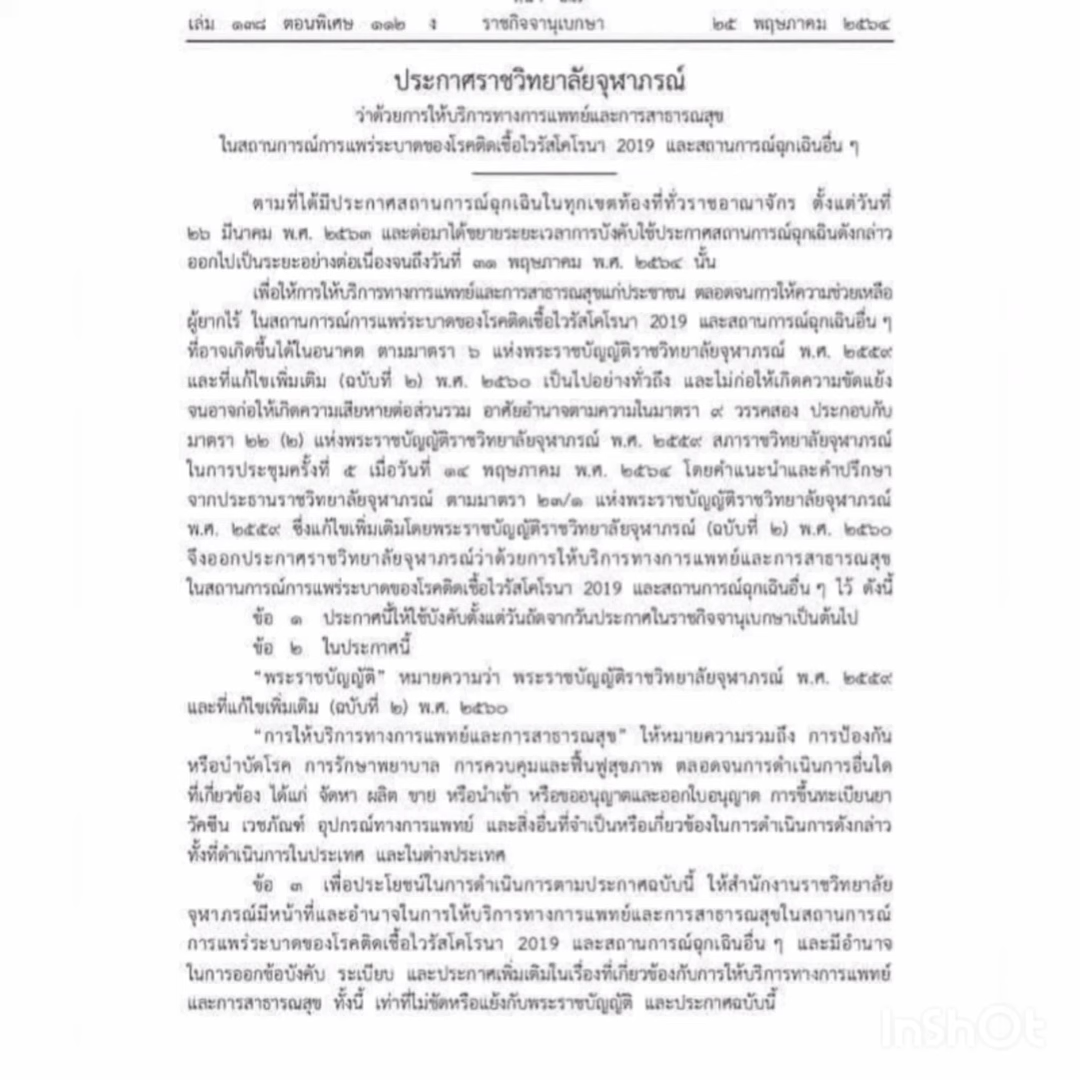 เล่ม ๑๓๘ ตอนพิเศษ ๑๑๒ ง ราชกิจจานุเบกษา ๒๕ พฤษภาคม ๒๕๖๔
ประกาศราชวิทยาลัยจุฬาภรณ์
ว่าด้วยการให้บริการทางการแพทย์และการสาธารณสุข
ในสถานการณ์การแพร่ระบาดของโรคติดเชื้อไวรัสโคโรนา 2019 และสถานการณ์ฉุกเฉินอื่น ๆ
ตามที่ได้มีประกาศสถานการณ์ฉุกเฉินในทุกเขตท้องที่ทั่วราชอาณาจักร ตั้งแต่วันที่
๒๖ มีนาคม พ.ศ. ๒๕๖๓ และต่อมาได้ขยายระยะเวลาการบังคับใช้ประกาศสถานการณ์ฉุกเฉินดังกล่าว
ออกไปเป็นระยะอย่างต่อเนื่องจนถึงวันที่ ๓๑ พฤษภาคม พ.ศ. ๒๕๖๔ นั้น
เพื่อให้การให้บริการทางการแพทย์และการสาธารณสุขแก่ประชาชน ตลอดจนการให้ความช่วยเหลือ
ผู้ยากไร้ ในสถานการณ์การแพร่ระบาดของโรคติดเชื้อไวรัสโคโรนา 2019 และสถานการณ์ฉุกเฉินอื่น ๆ
ที่อาจเกิดขึ้นได้ในอนาคต ตามมาตรา ๖ แห่งพระราชบัญญัติราชวิทยาลัยจุฬาภรณ์ พ.ศ. ๒๕๕๙
และที่แก้ไขเพิ่มเติม (ฉบับที่ ๒) พ.ศ. ๒๕๖๐ เป็นไปอย่างทั่วถึง และไม่ก่อให้เกิดความขัดแย้ง
จนอาจก่อให้เกิดความเสียหายต่อส่วนรวม อาศัยอำนาจตามความในมาตรา ๙ วรรคสอง ประกอบกับ
มาตรา ๒๒ (๒) แห่งพระราชบัญญัติราชวิทยาลัยจุฬาภรณ์ พ.ศ. ๒๕๕๙ สภาราชวิทยาลัยจุฬาภรณ์
ในการประชุมครั้งที่ ๕ เมื่อวันที่ ๑๔ พฤษภาคม พ.ศ. ๒๕๖๔ โดยคำแนะนำและคำปรึกษา
จากประธานราชวิทยาลัยจุฬาภรณ์ ตามมาตรา ๒๓/๑ แห่งพระราชบัญญัติราชวิทยาลัยจุฬาภรณ์
พ.ศ. ๒๕๕๙ ซึ่งแก้ไขเพิ่มเติมโดยพระราชบัญญัติราชวิทยาลัยจุฬาภรณ์ (ฉบับที่ ๒) พ.ศ. ๒๕๖๐
จึงออกประกาศราชวิทยาลัยจุฬาภรณ์ว่าด้วยการให้บริการทางการแพทย์และการสาธารณสุข
ในสถานการณ์การแพร่ระบาดของโรคติดเชื้อไวรัสโคโรนา 2019 และสถานการณ์ฉุกเฉินอื่น ๆ ไว้ ดังนี้
ข้อ ๑ ประกาศนี้ให้ใช้บังคับตั้งแต่วันถัดจากวันประกาศในราชกิจจานุเบกษาเป็นต้นไป
ข้อ ๒ ในประกาศนี้
“พระราชบัญญัติ” หมายความว่า พระราชบัญญัติราชวิทยาลัยจุฬาภรณ์ พ.ศ. ๒๕๕๙
และที่แก้ไขเพิ่มเติม (ฉบับที่ ๒) พ.ศ. ๒๕๖๐
“การให้บริการทางการแพทย์และการสาธารณสุข” ให้หมายความรวมถึง การป้องกัน
หรือบำบัดโรค การรักษาพยาบาล การควบคุมและฟื้นฟูสุขภาพ ตลอดจนการดำเนินการอื่นใด
ที่เกี่ยวข้อง ได้แก่ จัดหา ผลิต ขาย หรือนำเข้า หรือขออนุญาตและออกใบอนุญาต การขึ้นทะเบียนยา
วัคซีน เวชภัณฑ์ อุปกรณ์ทางการแพทย์ และสิ่งอื่นที่จำเป็นหรือเกี่ยวข้องในการดำเนินการดังกล่าว
ทั้งที่ดำเนินการในประเทศ และในต่างประเทศ
ข้อ ๓ เพื่อประโยชน์ในการดำเนินการตามประกาศฉบับนี้ ให้สำนักงานราชวิทยาลัย
จุฬาภรณ์มีหน้าที่และอำนาจในการให้บริการทางการแพทย์และการสาธารณสุขในสถานการณ์
การแพร่ระบาดของโรคติดเชื้อไวรัสโคโรนา 2019 และสถานการณ์ฉุกเฉินอื่น ๆ และมีอำนาจ
ในการออกข้อบังคับ ระเบียบ และประกาศเพิ่มเติมในเรื่องที่เกี่ยวข้องกับการให้บริการทางการแพทย์
และการสาธารณสุข ทั้งนี้ เท่าที่ไม่ขัดหรือแย้งกับพระราชบัญญัติ และประกาศฉบับนี้
InShOt